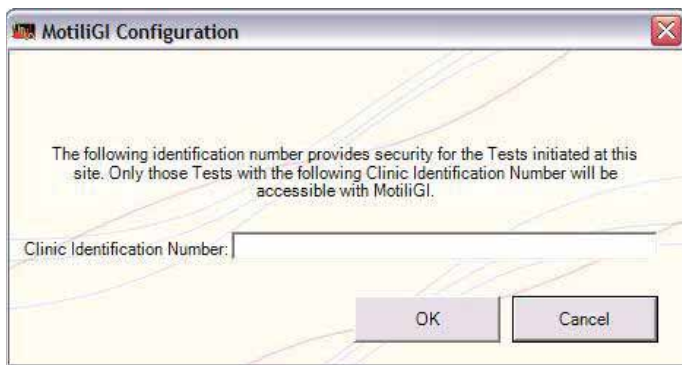 MotiliGI Configuration
The following identification number provides security for the Tests initiated at this
site. Only those Tests with the following Clinic Identification Number will be
accessible with MotiliGI.
Clinic Identification Number:
OK Cancel